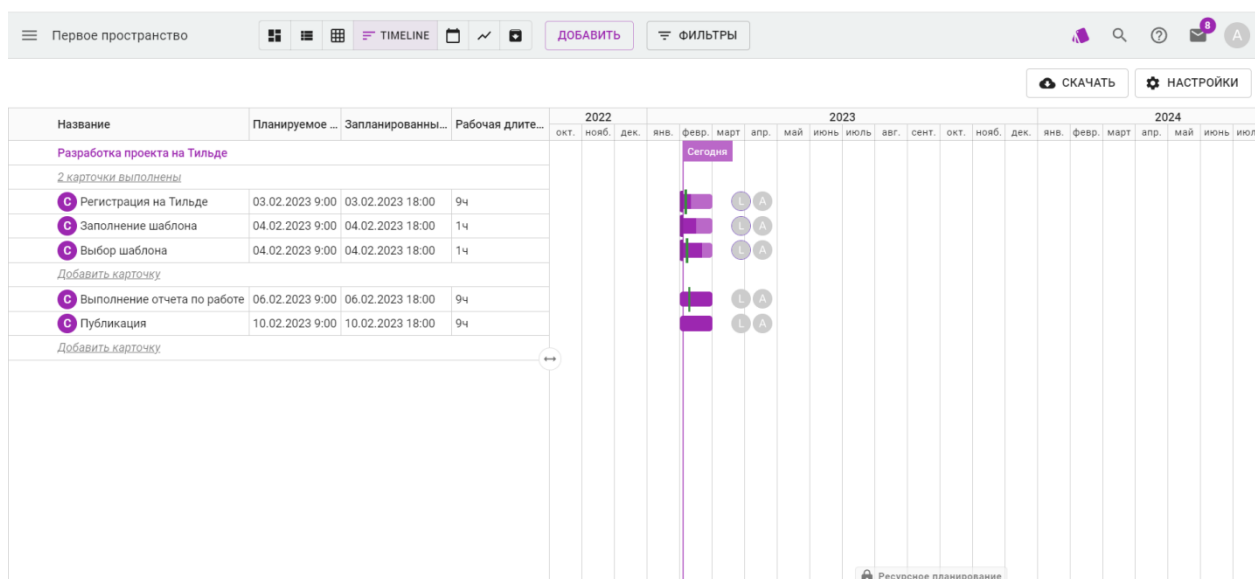 Первое пространство TIMELINE ДОБАВИТЬ ФИЛЬТРЫ 8 A
СКАЧАТЬ НАСТРОЙКИ
Название Планируемое ... Запланированны... Рабочая длите... 2022 2023 2024
окт. нояб. дек. янв. февр. март апр. май июнь июль авг. сент. окт. нояб. дек. янв. февр. март апр. май июнь июл
Разработка проекта на Тильде Сегодня
2 карточки выполнены
C Регистрация на Тильде 03.02.2023 9:00 03.02.2023 18:00 9ч L A
C Заполнение шаблона 04.02.2023 9:00 04.02.2023 18:00 1ч L A
C Выбор шаблона 04.02.2023 9:00 04.02.2023 18:00 1ч L A
Добавить карточку
C Выполнение отчета по работе 06.02.2023 9:00 06.02.2023 18:00 9ч L A
C Публикация 10.02.2023 9:00 10.02.2023 18:00 9ч L A
Добавить карточку
Ресурсное планирование